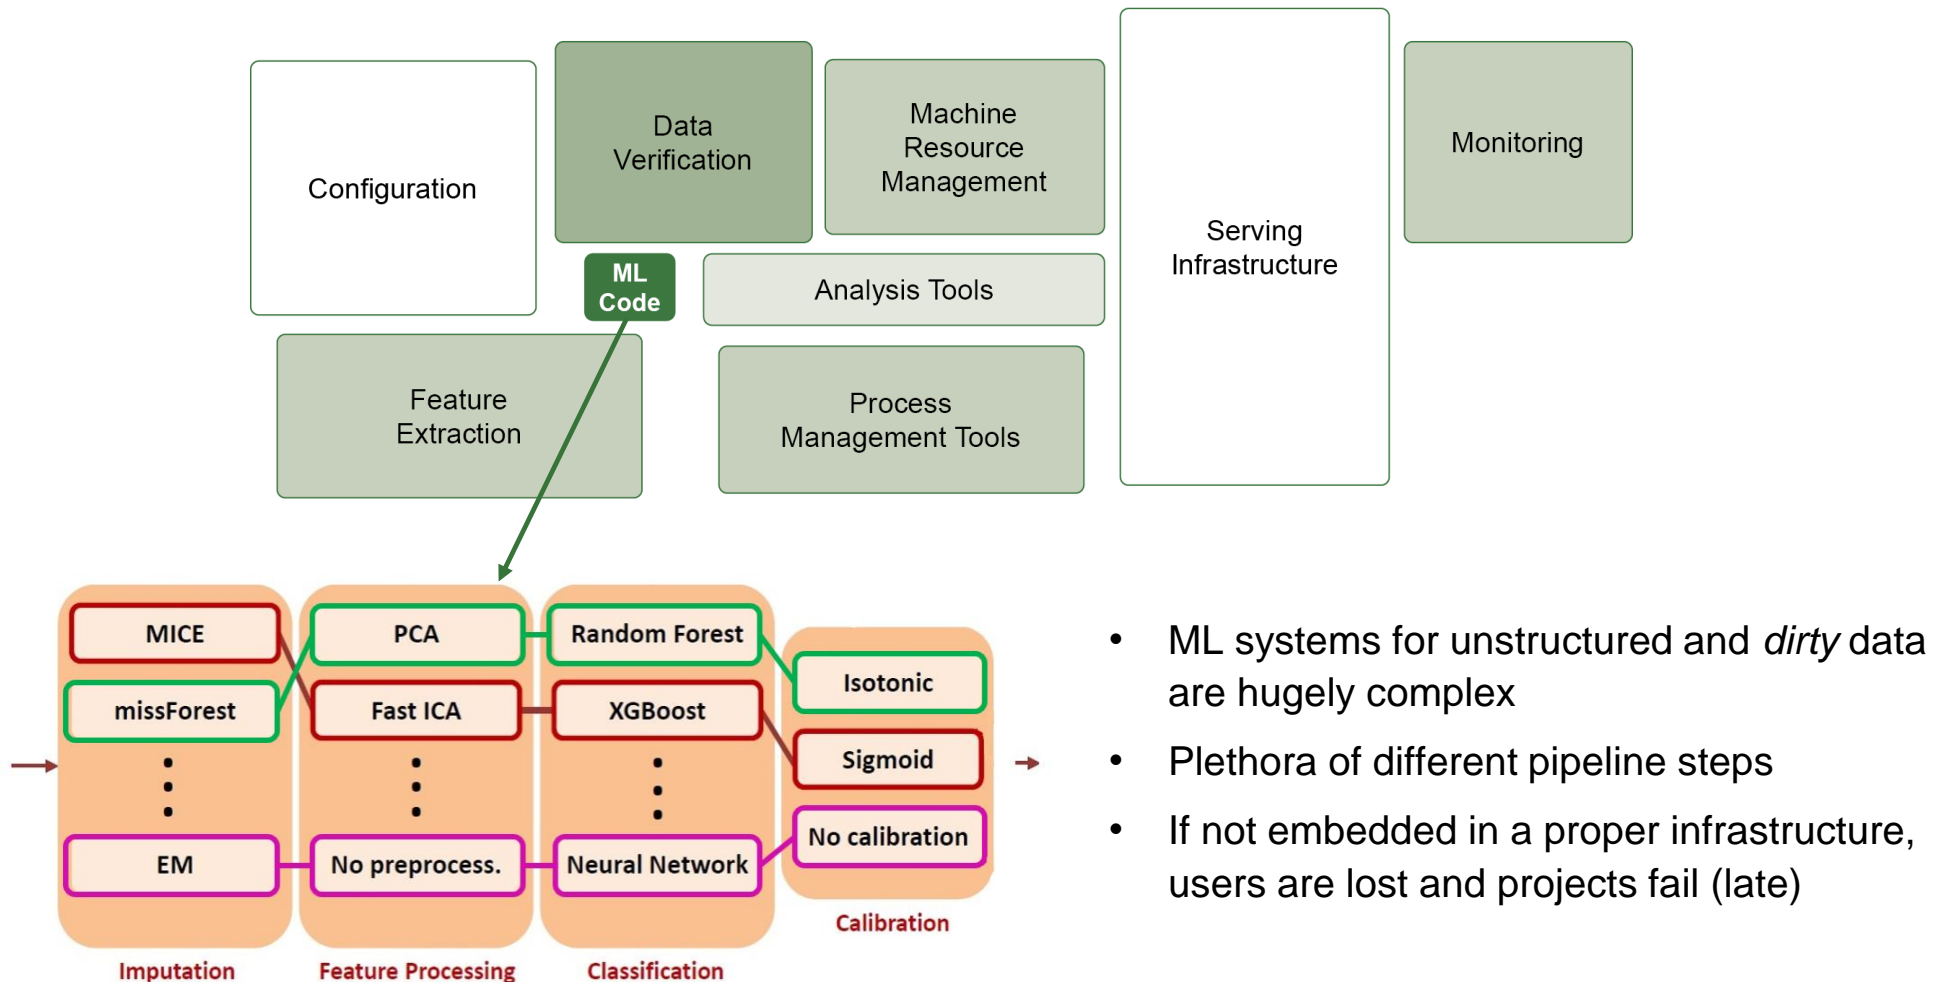 Configuration
Data
Verification
Machine
Resource
Management
Serving
Infrastructure
Monitoring
ML
Code
Analysis Tools
Feature
Extraction
Process
Management Tools
MICE
missForest
EM
Imputation
PCA
Fast ICA
No preprocess.
Feature Processing
Random Forest
XGBoost
Neural Network
Classification
Isotonic
Sigmoid
No calibration
Calibration
• ML systems for unstructured and dirty data
are hugely complex
• Plethora of different pipeline steps
• If not embedded in a proper infrastructure,
users are lost and projects fail (late)